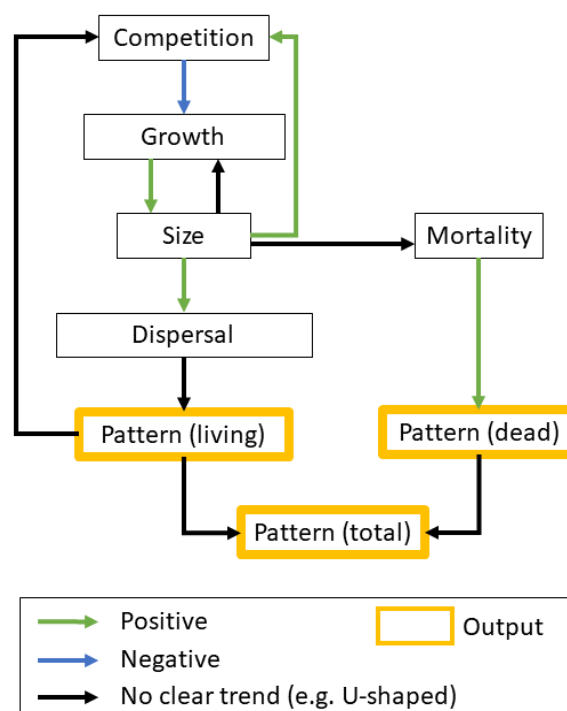 Competition
Growth
Size
Mortality
Dispersal
Pattern (living)
Pattern (dead)
Pattern (total)
Positive
Output
Negative
No clear trend (e.g. U-shaped)